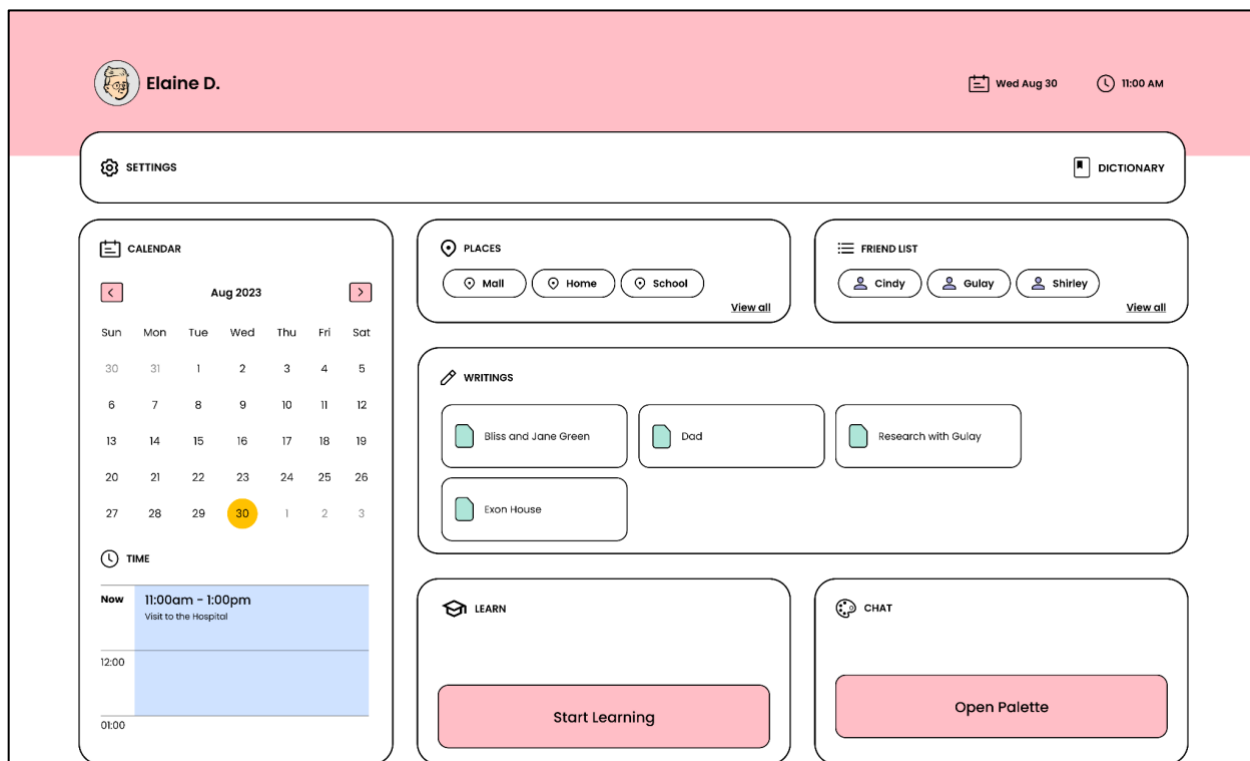 Elaine D.
Wed Aug 30
11:00 AM
SETTINGS
DICTIONARY
CALENDAR
Aug 2023
Sun Mon Tue Wed Thu Fri Sat
30 31 1 2 3 4 5
6 7 8 9 10 11 12
13 14 15 16 17 18 19
20 21 22 23 24 25 26
27 28 29 30 1 2 3
TIME
Now
11:00am - 1:00pm
Visit to the Hospital
12:00
01:00
PLACES
Mall Home School
View all
FRIEND LIST
Cindy Gulay Shirley
View all
WRITINGS
Bliss and Jane Green
Dad
Research with Gulay
Exon House
LEARN
Start Learning
CHAT
Open Palette